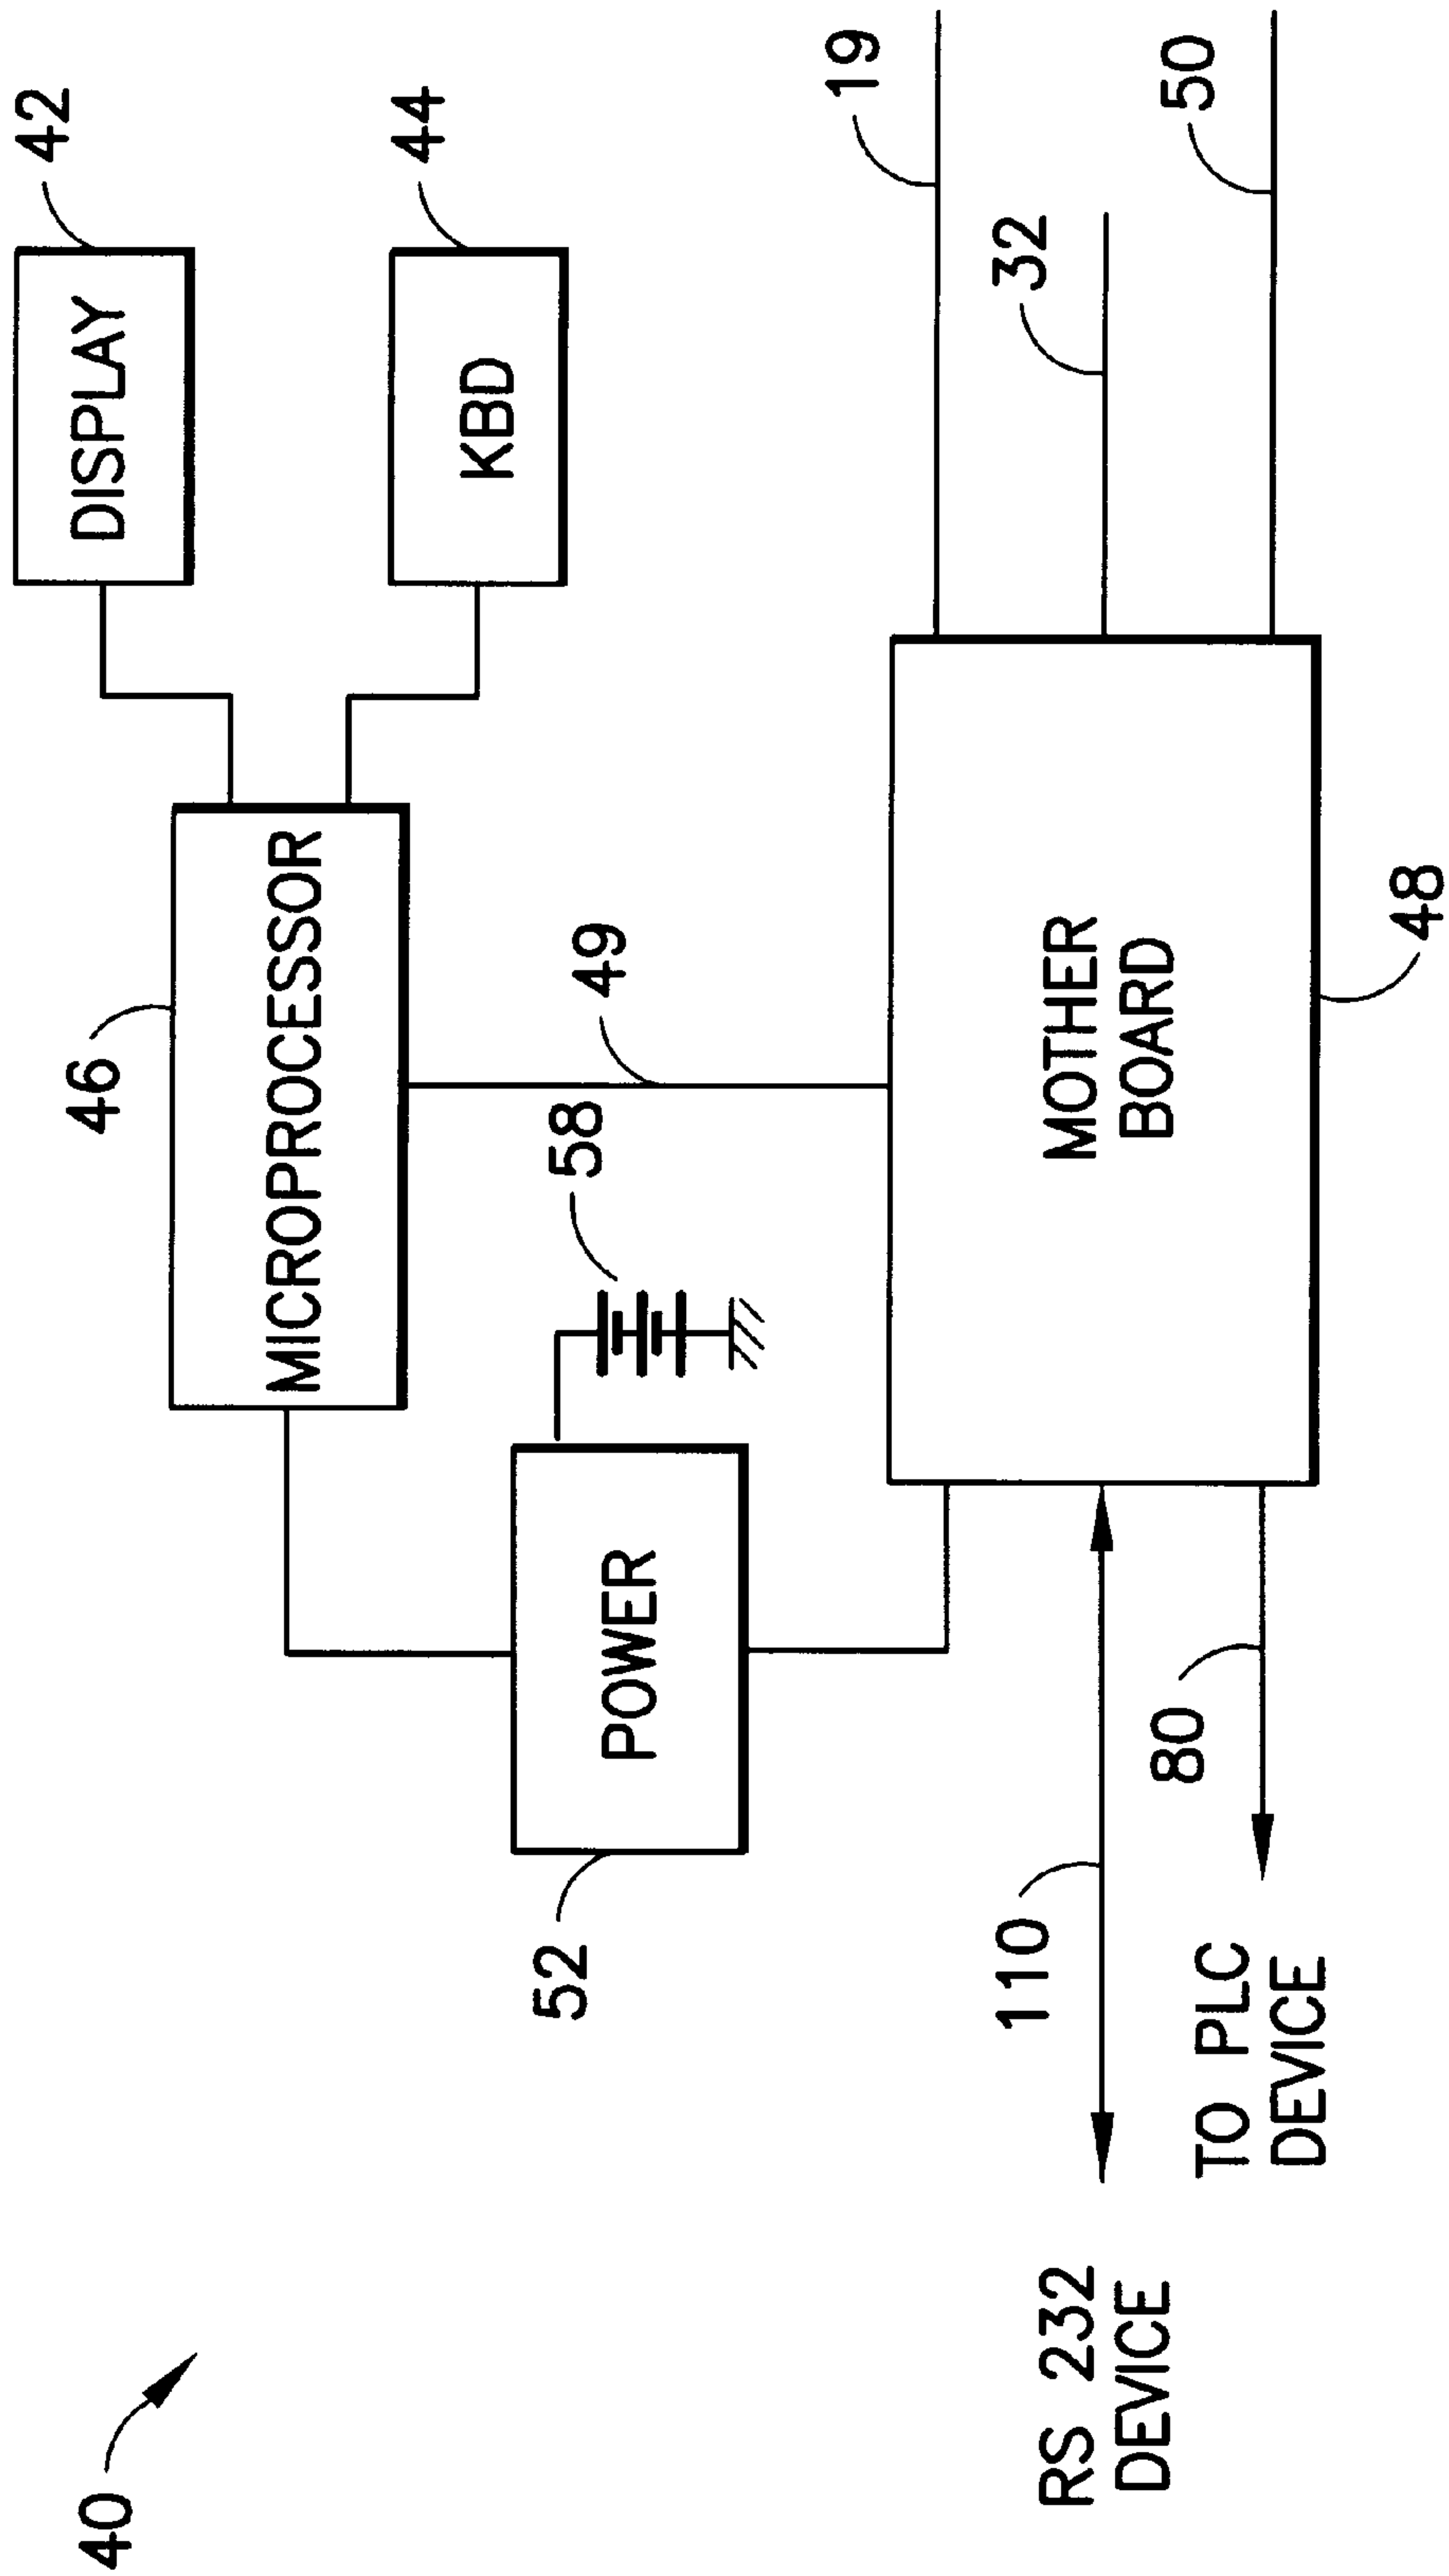 40
46
42
DISPLAY
MICROPROCESSOR
44
KBD
52
POWER
58
49
19
32
50
110
RS 232
DEVICE
80
TO PLC
DEVICE
MOTHER
BOARD
48